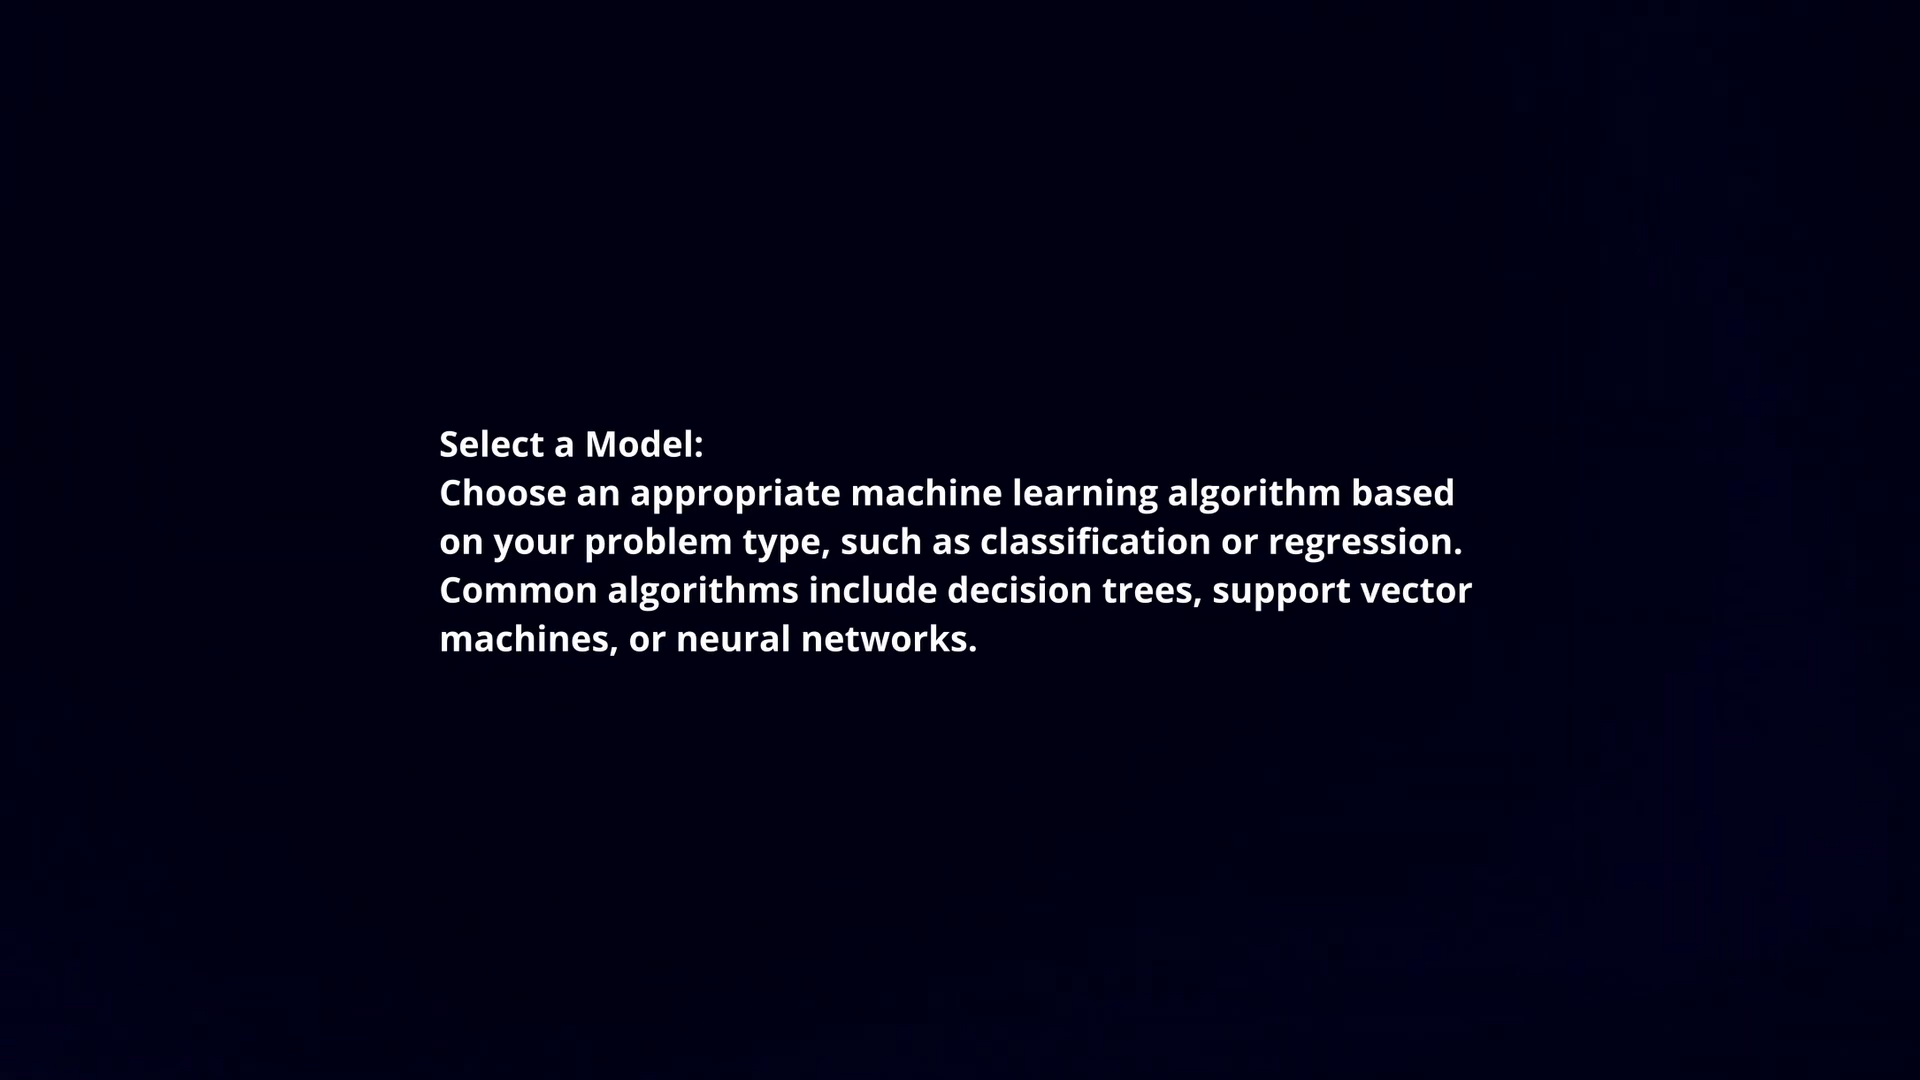 Select a Model:
Choose an appropriate machine learning algorithm based
on your problem type, such as classification or regression.
Common algorithms include decision trees, support vector
machines, or neural networks.